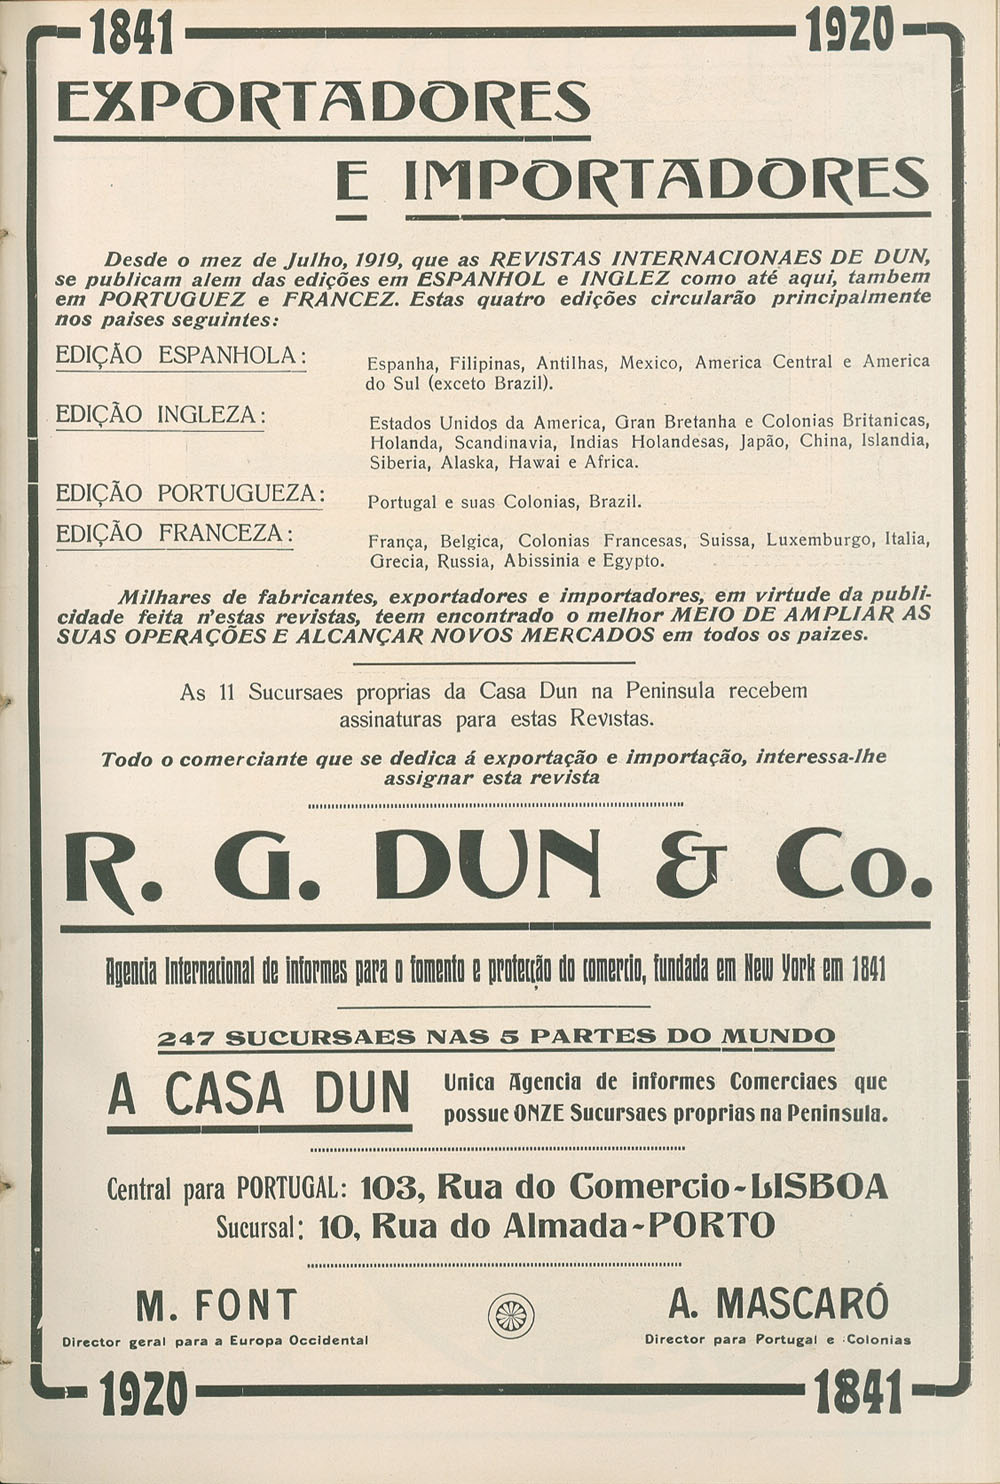 1841 1920
EXPORTADORES
E IMPORTADORES
Desde o mez de Julho, 1919, que as REVISTAS INTERNACIONAES DE DUN,
se publicam alem das edições em ESPANHOL e INGLEZ como até aqui, tambem
em PORTUGUEZ e FRANCEZ. Estas quatro edições circularão principalmente
nos paises seguintes:
EDIÇÃO ESPANHOLA: Espanha, Filipinas, Antilhas, Mexico, America Central e America
do Sul (exceto Brazil).
EDIÇÃO INGLEZA: Estados Unidos da America, Gran Bretanha e Colonias Britanicas,
Holanda, Scandinavia, Indias Holandesas, Japão, China, Islandia,
Siberia, Alaska, Hawai e Africa.
EDIÇÃO PORTUGUEZA: Portugal e suas Colonias, Brazil.
EDIÇÃO FRANCEZA: França, Belgica, Colonias Francesas, Suissa, Luxemburgo, Italia,
Grecia, Russia, Abissinia e Egypto.
Milhares de fabricantes, exportadores e importadores, em virtude da publi-
cidade feita n'estas revistas, teem encontrado o melhor MEIO DE AMPLIAR AS
SUAS OPERAÇÕES E ALCANÇAR NOVOS MERCADOS em todos os paizes.
As 11 Sucursaes proprias da Casa Dun na Peninsula recebem
assinaturas para estas Revistas.
Todo o comerciante que se dedica á exportação e importação, interessa-lhe
assignar esta revista
R. G. DUN & Co.
Agencia Internacional de informes para o fomento e protecção do comercio, fundada em New York em 1841
247 SUCURSAES NAS 5 PARTES DO MUNDO
A CASA DUN Unica Agencia de informes Comerciaes que
possue ONZE Sucursaes proprias na Peninsula.
Central para PORTUGAL: 103, Rua do Comercio-LISBOA
Sucursal: 10, Rua do Almada-PORTO
M. FONT A. MASCARÓ
Director geral para a Europa Occidental Director para Portugal e Colonias
1920 1841